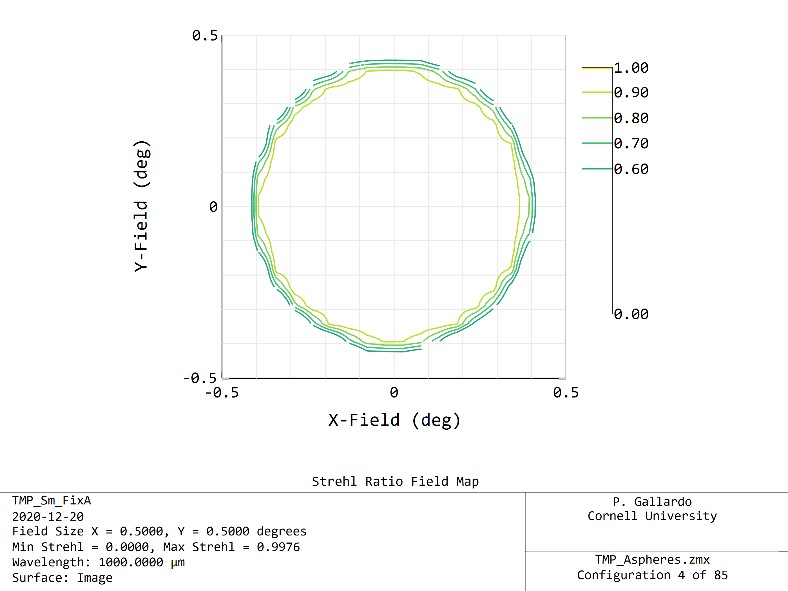 0.5
1.00
0.90
0.80
0.70
0.60
Y-Field (deg)
0
0.00
-0.5
-0.5 0 0.5
X-Field (deg)
Strehl Ratio Field Map
TMP_Sm_FixA
2020-12-20
Field Size X = 0.5000, Y = 0.5000 degrees
Min Strehl = 0.0000, Max Strehl = 0.9976
Wavelength: 1000.0000 µm
Surface: Image
P. Gallardo
Cornell University
TMP_Aspheres.zmx
Configuration 4 of 85